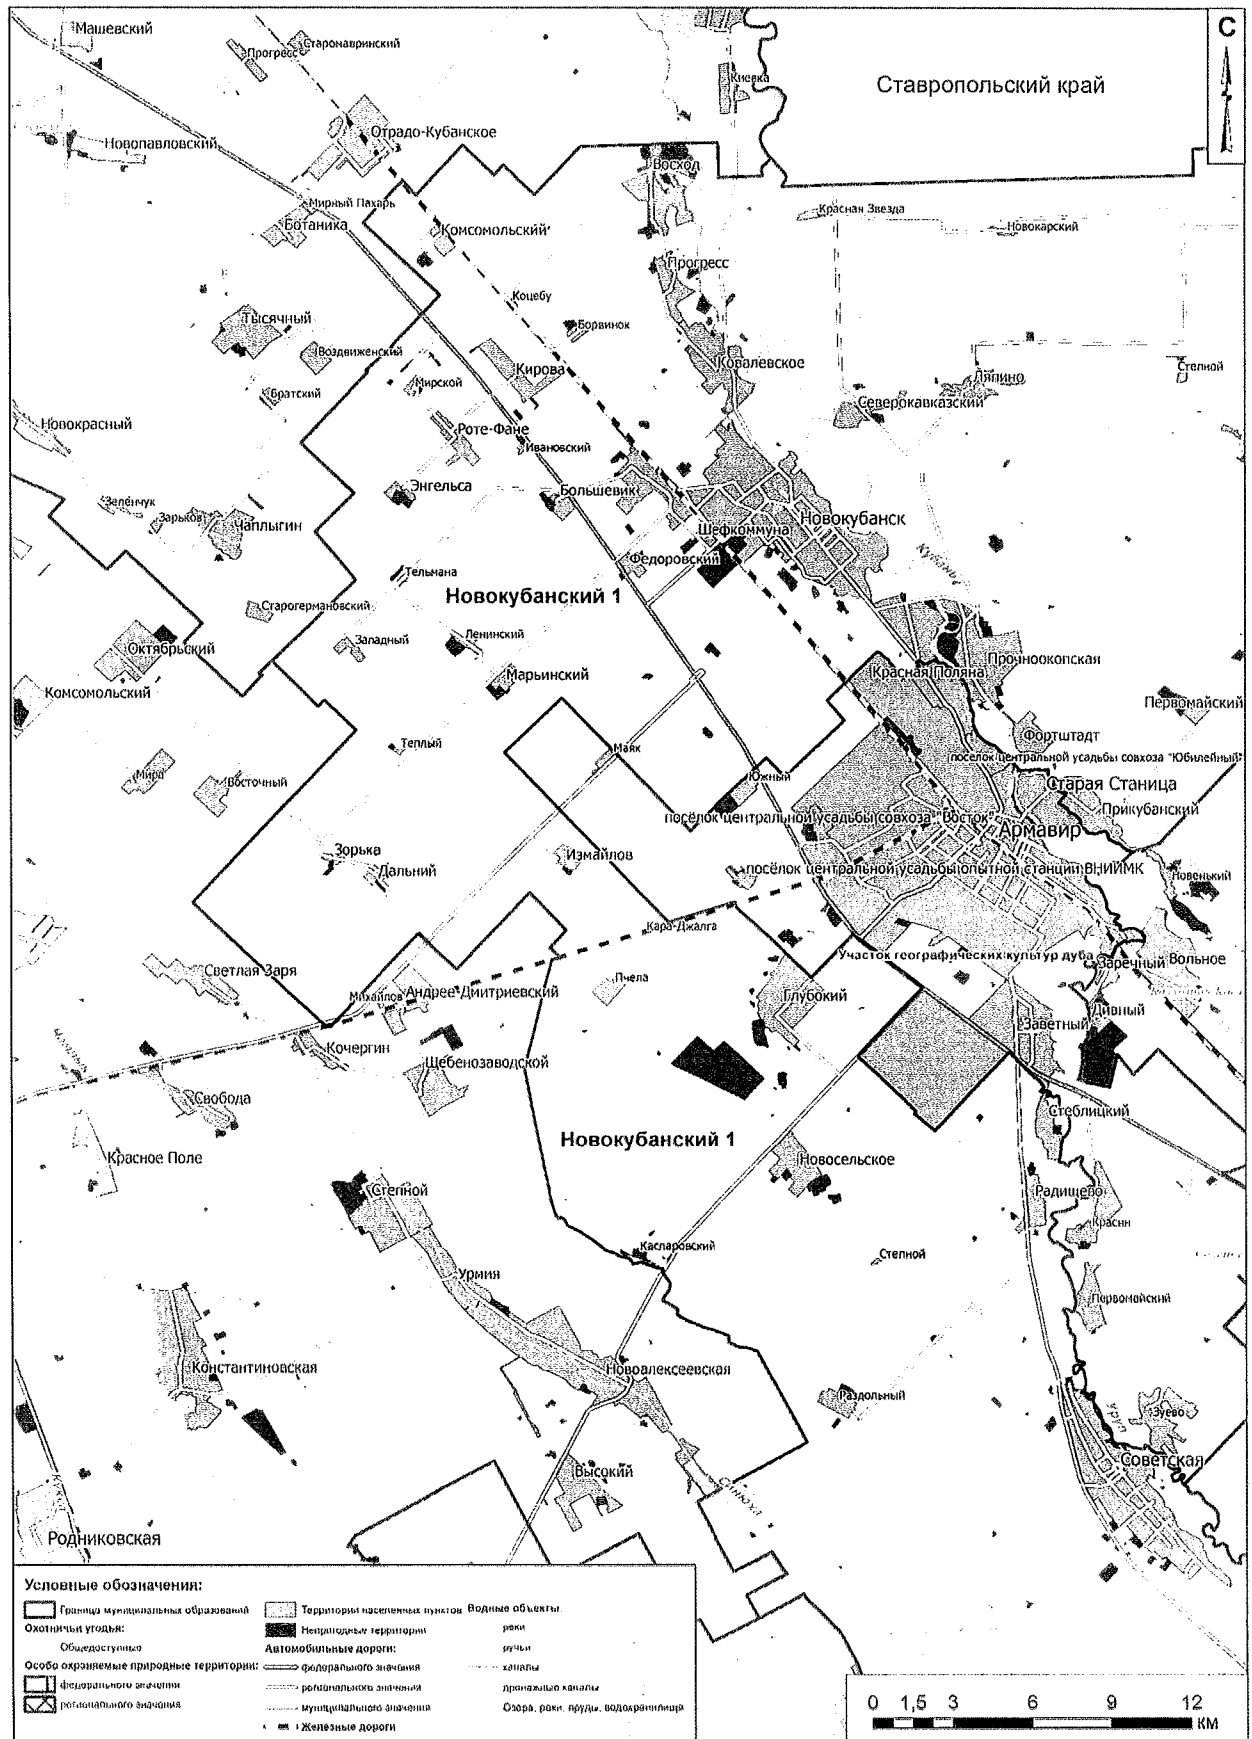 Машевский
Прогресс
Старомавринский
Киевка
Ставропольский край
С
Отрадо-Кубанское
Новопавловский
Восход
Мирный Пахарь
Ботаника
Комсомольский
Красная Звезда
Новокарский
Прогресс
Коцебу
Тысячный
Борвинок
Воздвиженский
Кирова
Ковалевское
Степной
Мирской
Ляпино
Братский
Северокавказский
Новокрасный
Роте-Фане
Ивановский
Энгельса
Большевик
Зеленчук
Зарьков
Чаплыгин
Новокубанск
Шефкоммуна
Федоровский
Кубань
Тельмана
Новокубанский 1
Старогермановский
Западный
Ленинский
Октябрьский
Марьинский
Красная Поляна
Прочноокопская
Комсомольский
Первомайский
Теплый
Маяк
Фортштадт
поселок центральной усадьбы совхоза "Юбилейный"
Мира
Восточный
Южный
Старая Станица
Прикубанский
посёлок центральной усадьбы совхоза "Восток"
Армавир
Зорька
Измайлов
Дальний
посёлок центральной усадьбы опытной станции ВНИИМК
Новенький
Кара-Джалга
Участок географических культур дуба
Заречный
Вольное
Светлая Заря
Пчела
Михайлов
Андрее-Дмитриевский
Глубокий
Дивный
Заветный
Кочергин
Щебенозаводской
Свобода
Стеблицкий
Новокубанский 1
Красное Поле
Новосельское
Степной
Радищево
Красин
Каспаровский
Степной
Урмия
Первомайский
Константиновская
Новоалексеевская
Раздольный
Уруп
Зуево
Советская
Высокий
Родниковская
Условные обозначения:
Граница муниципальных образований
Территории населенных пунктов
Водные объекты:
Охотничьи угодья:
Непригодные территории
реки
Общедоступные
Автомобильные дороги:
ручьи
Особо охраняемые природные территории:
федерального значения
каналы
федерального значения
регионального значения
дренажные каналы
регионального значения
муниципального значения
Озера, реки, пруды, водохранилища
Железные дороги
0 1,5 3 6 9 12
КМ